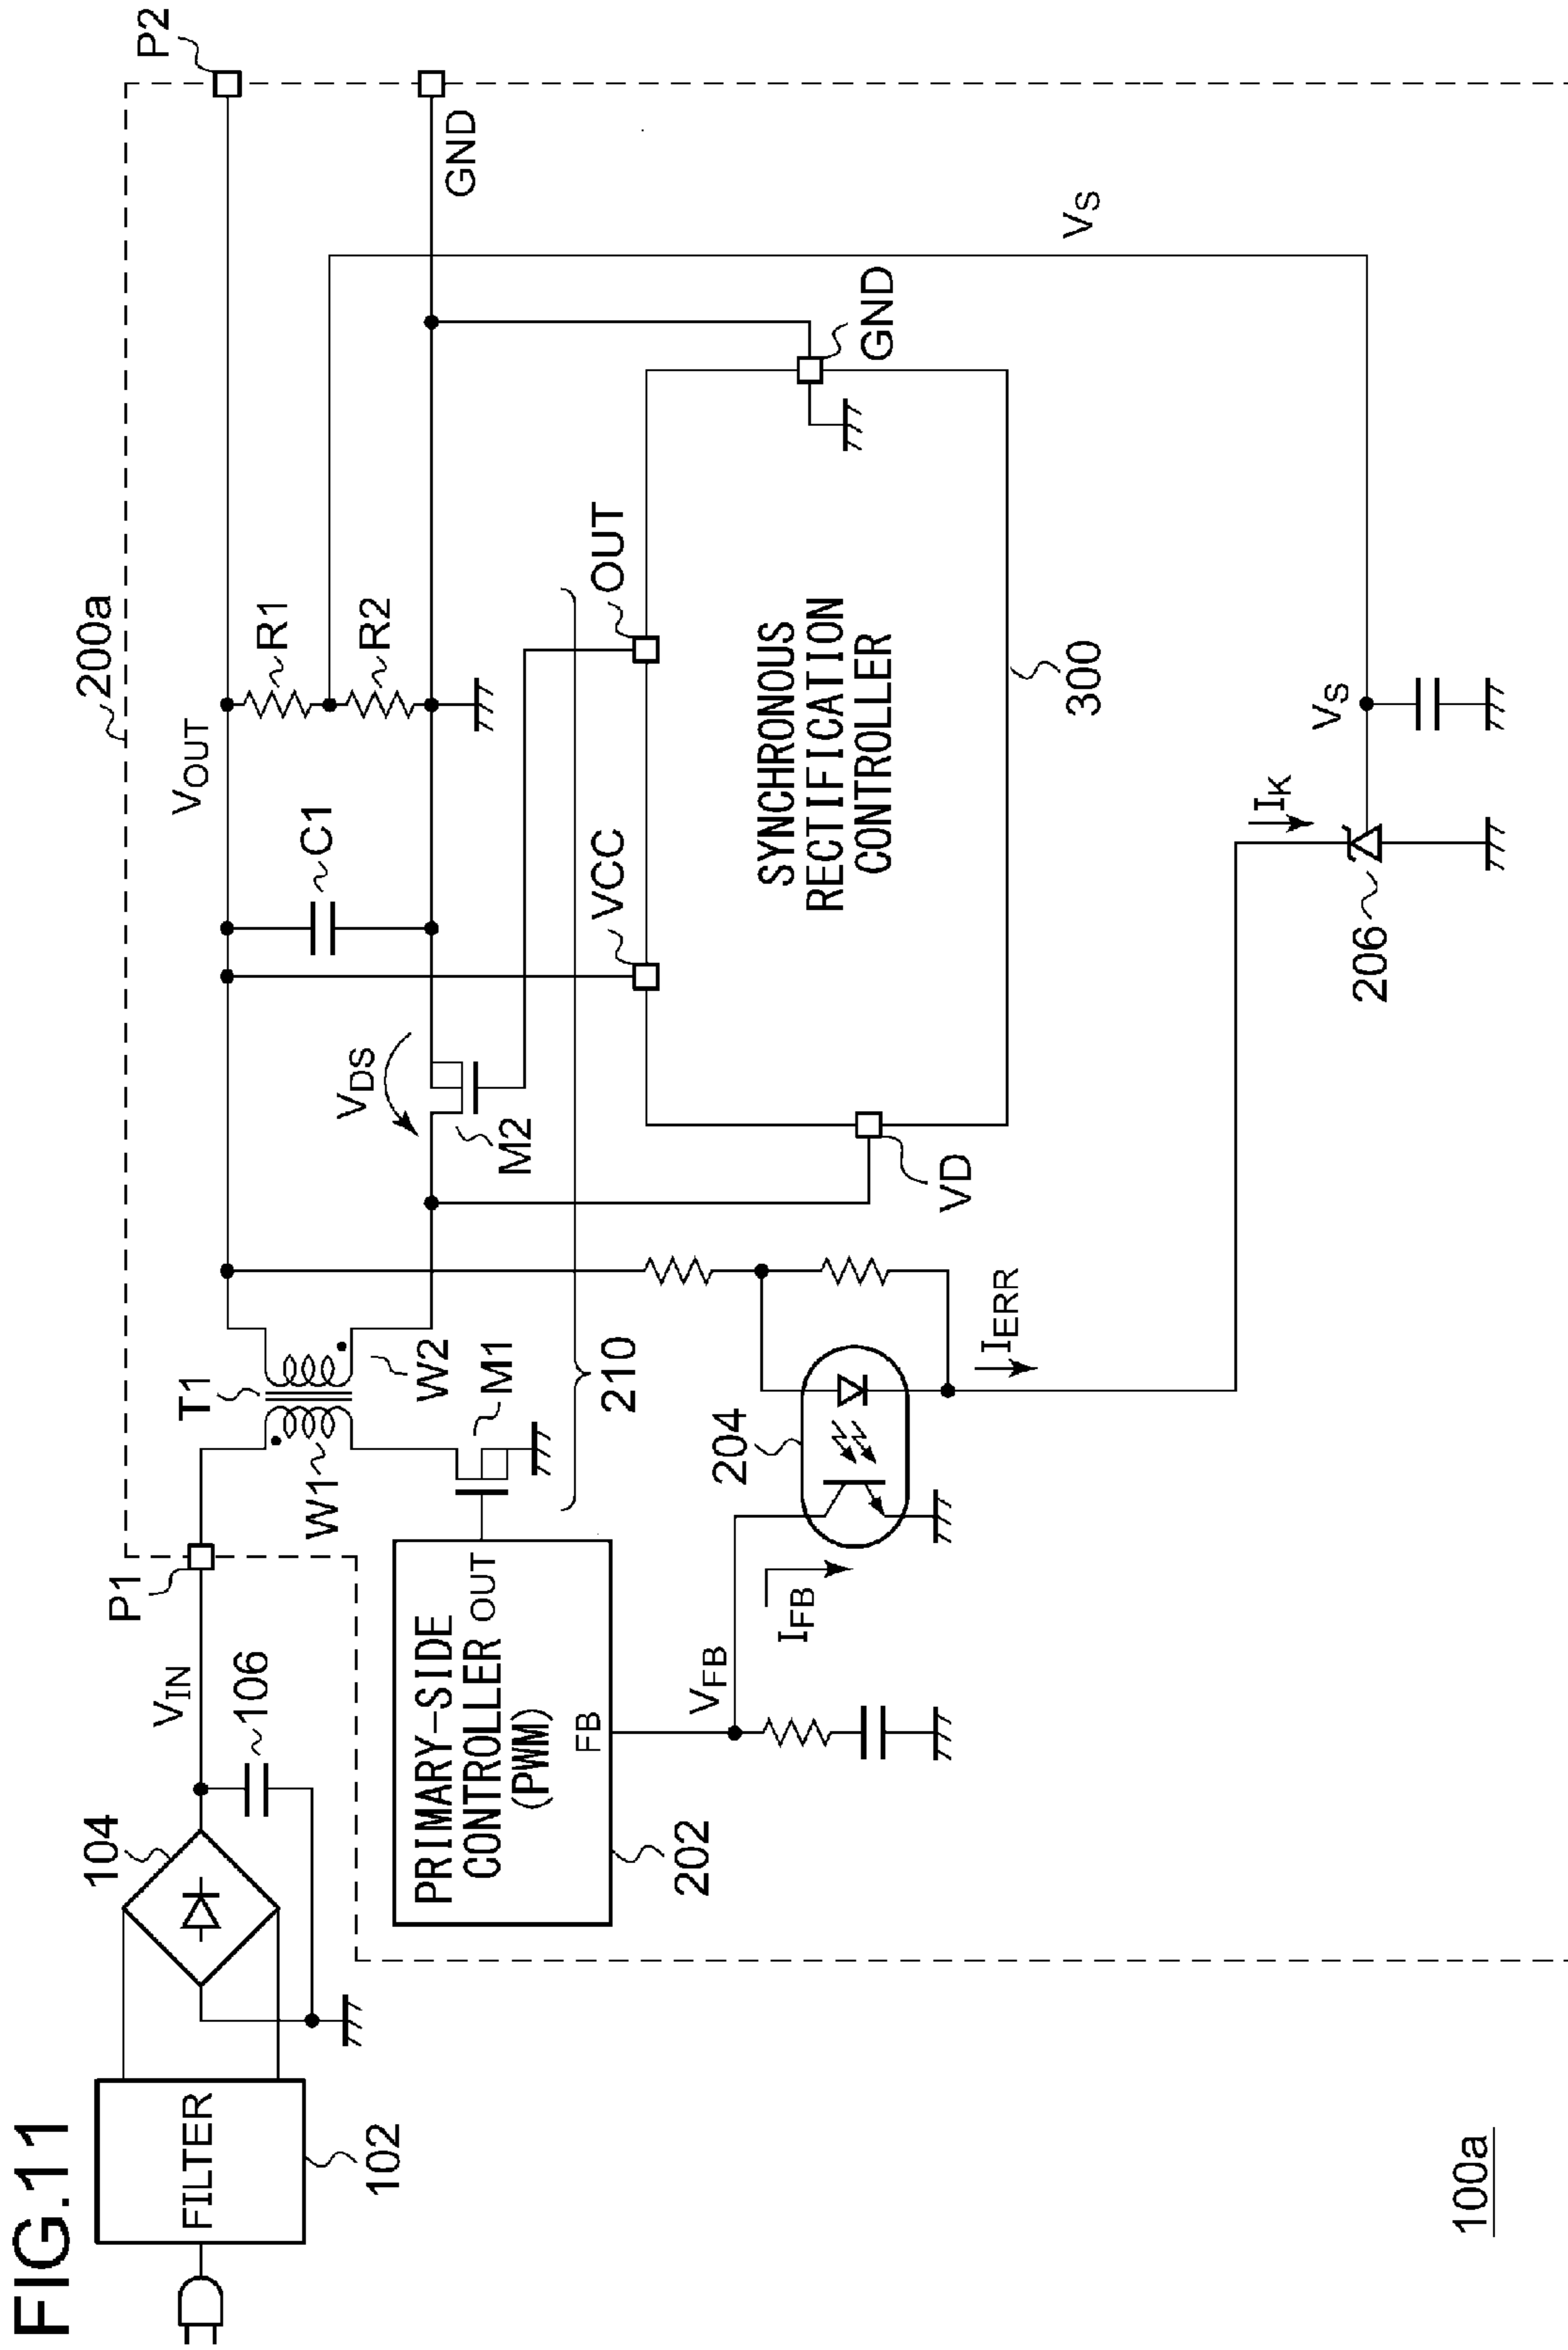 FIG.11
200a
P2
P1
T1
VOUT
VIN
104
106
C1
R1
R2
GND
W1
W2
VDS
M1
M2
FILTER
102
PRIMARY-SIDE
CONTROLLER
(PWM)
OUT
FB
202
210
VCC
OUT
VFB
IFB
204
SYNCHRONOUS
RECTIFICATION
CONTROLLER
VD
GND
IERR
300
VS
IK
VS
206
100a